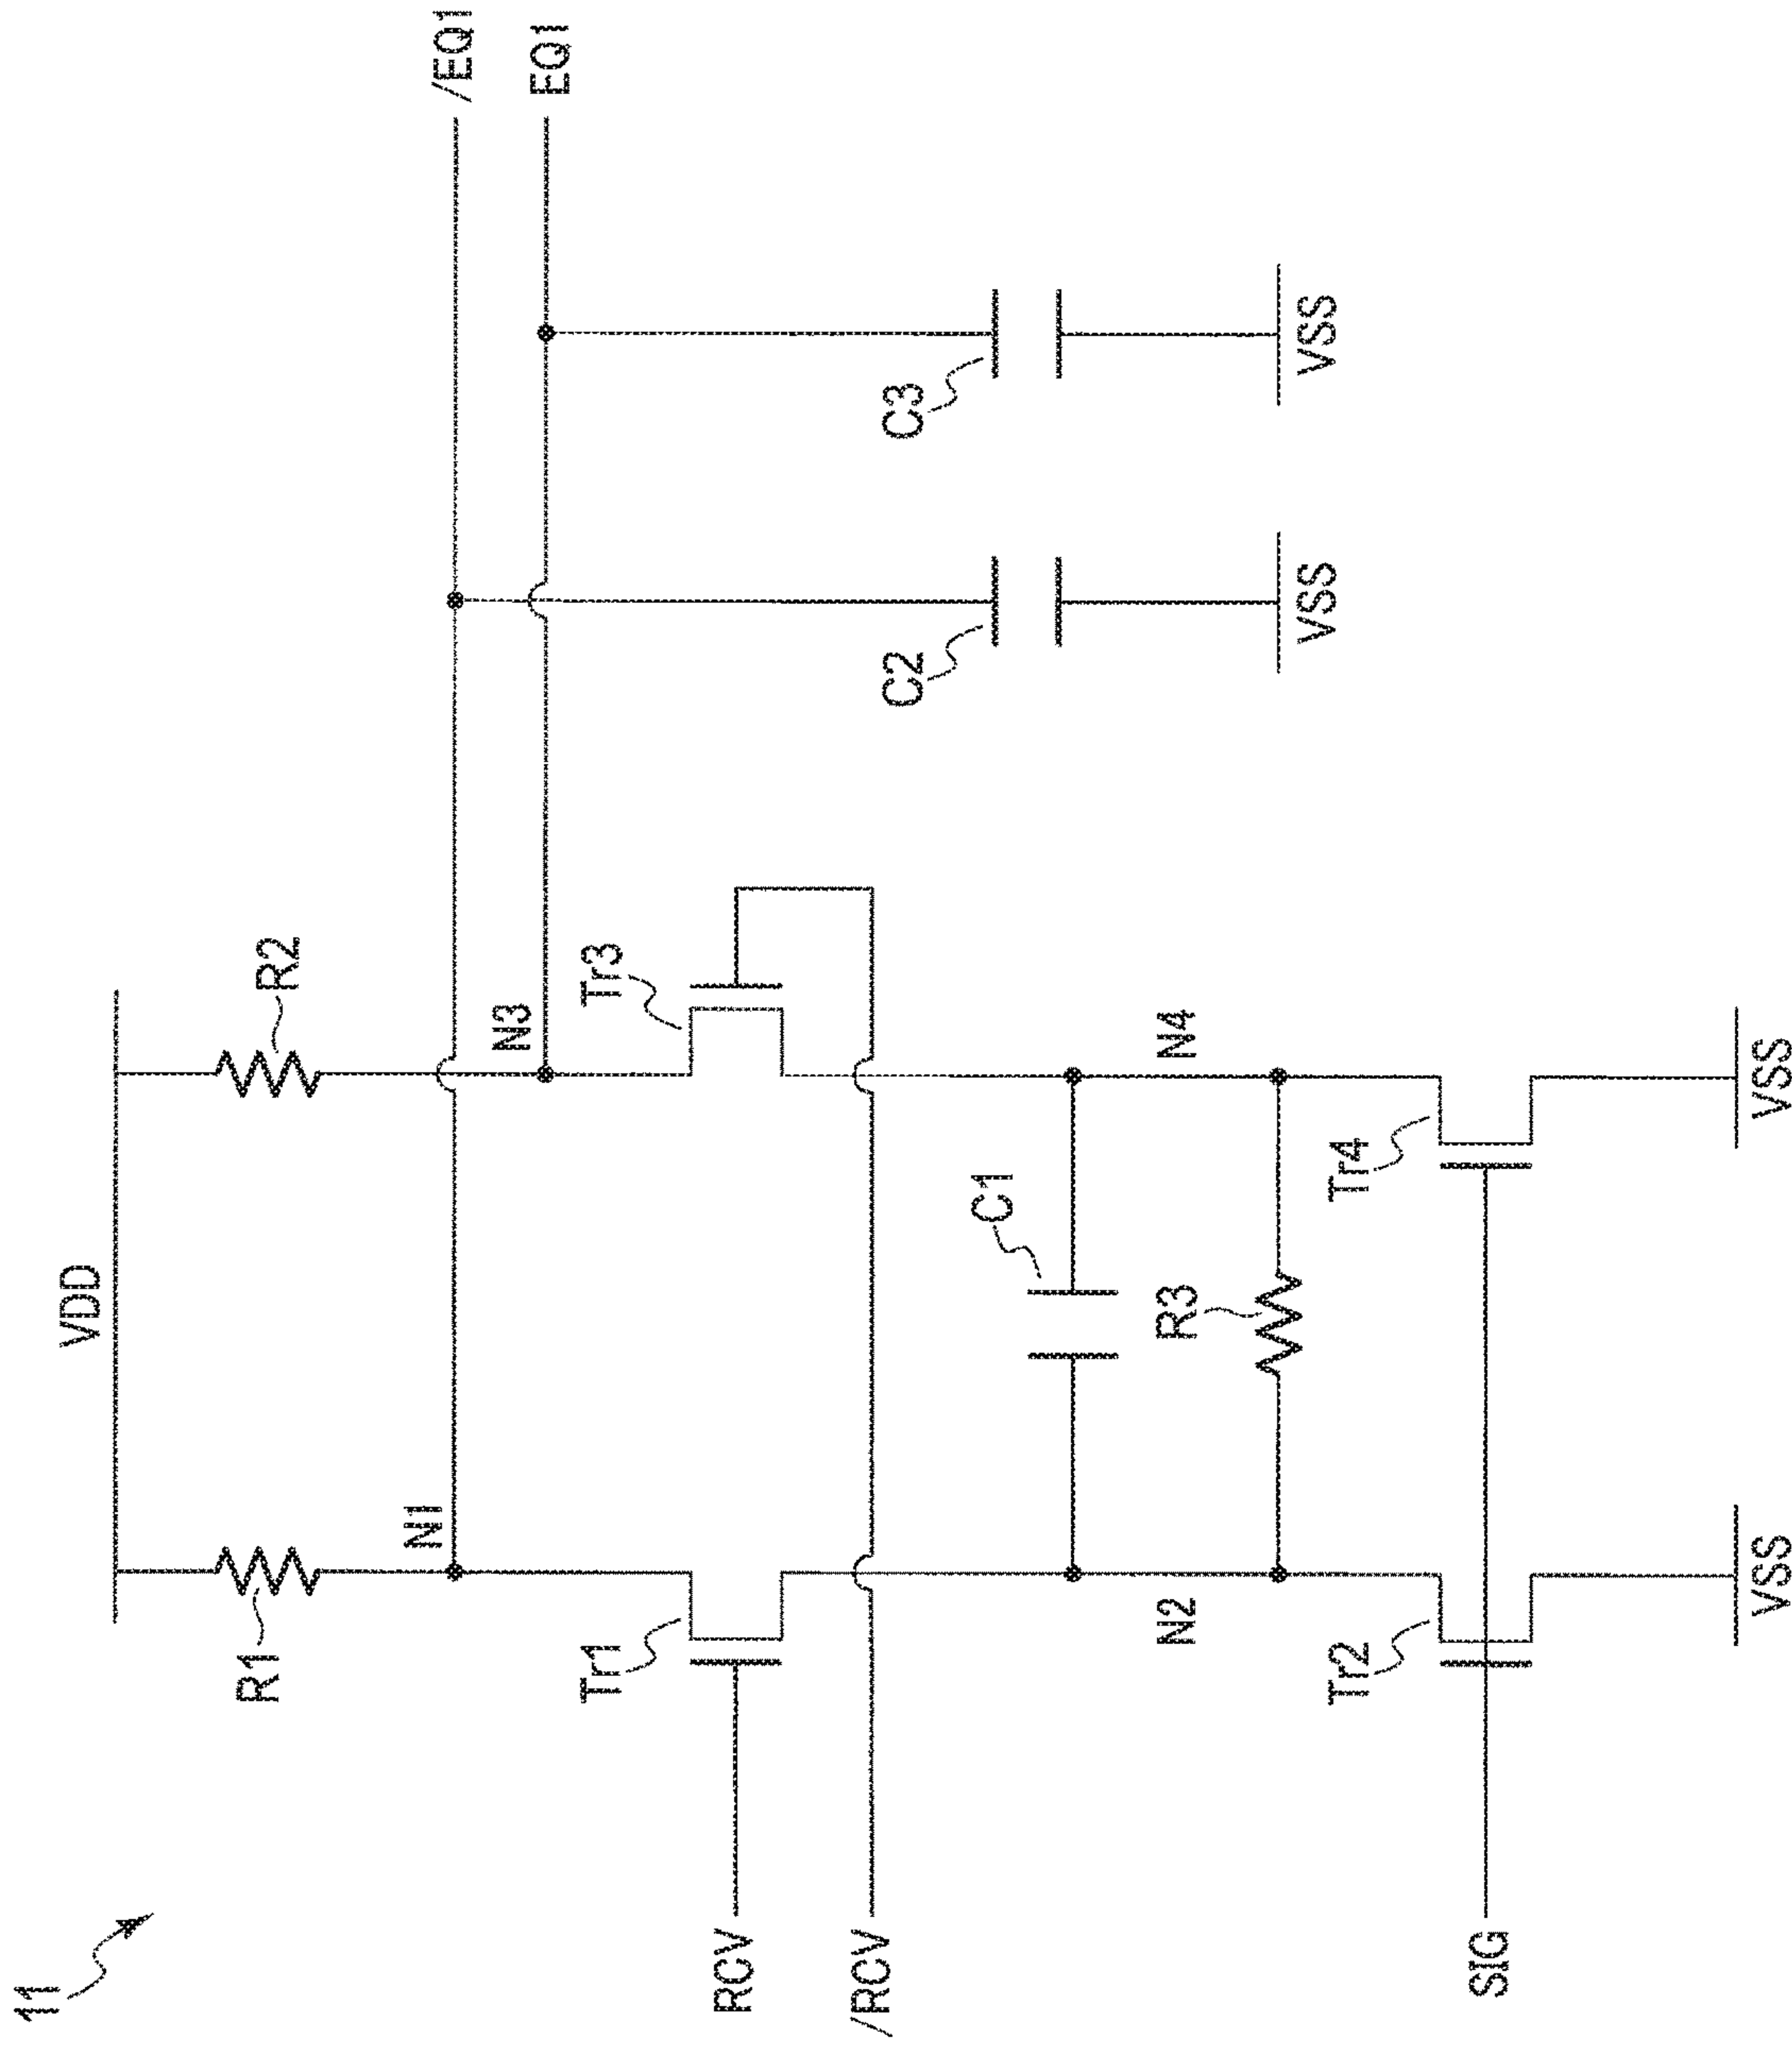 11
VDD
R1
R2
N1
/EQ1
N3
EQ1
Tr1
Tr3
RCV
/RCV
C1
C2
C3
N2
N4
R3
VSS
VSS
Tr2
Tr4
SIG
VSS
VSS